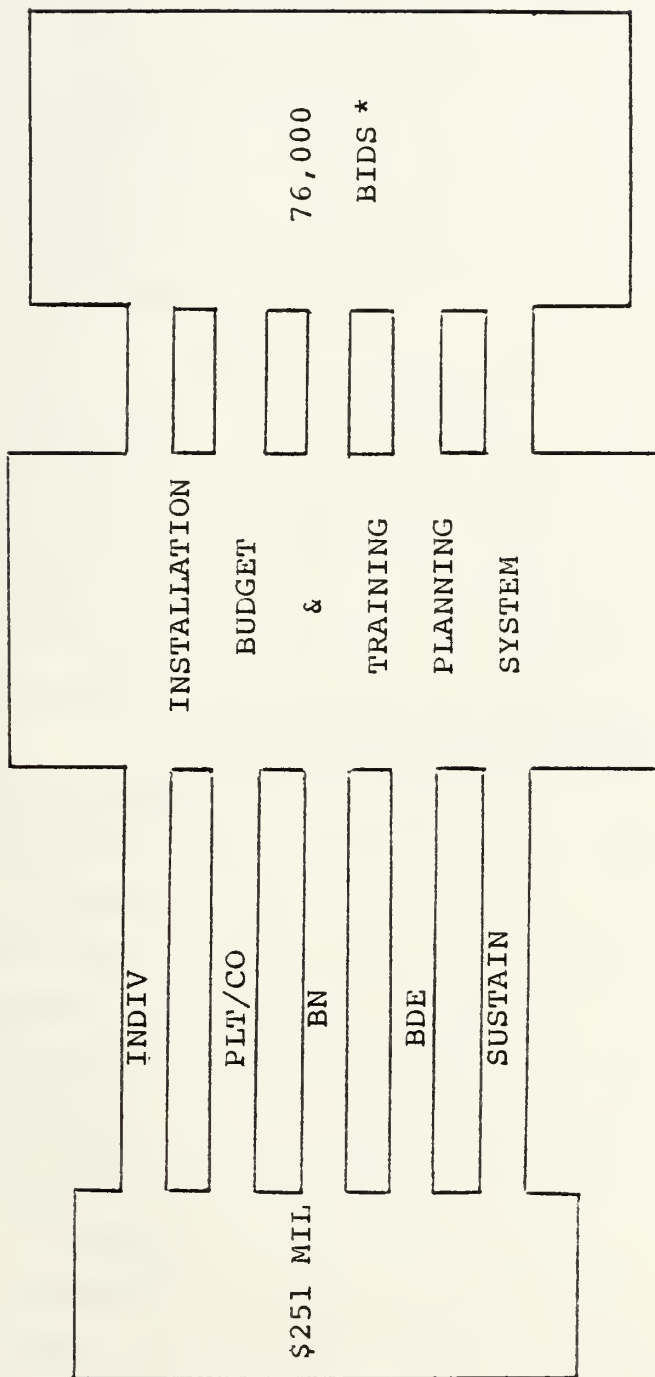 $251 MIL
INDIV
PLT/CO
BN
BDE
SUSTAIN
INSTALLATION
BUDGET
&
TRAINING
PLANNING
SYSTEM
76,000
BIDS *